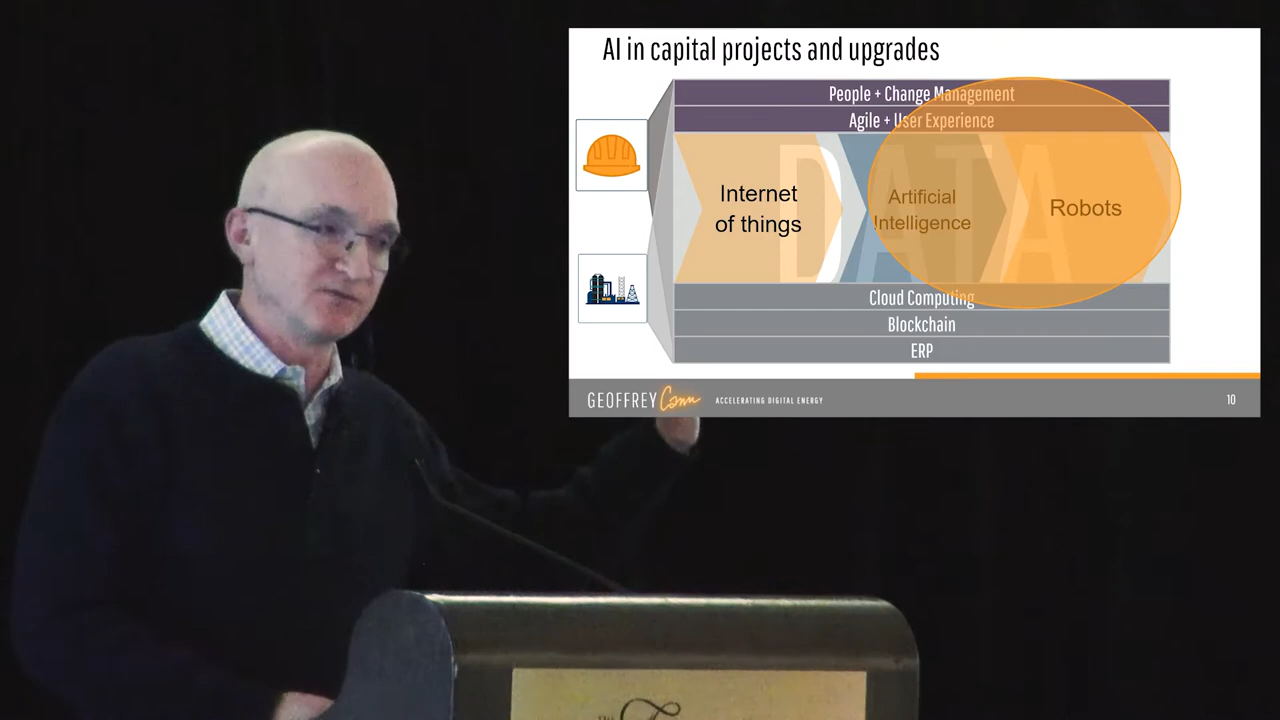 AI in capital projects and upgrades
People + Change Management
Agile + User Experience
DATA
Internet
of things
Artificial
Intelligence
Robots
Cloud Computing
Blockchain
ERP
GEOFFREY Cann ACCELERATING DIGITAL ENERGY 10
The